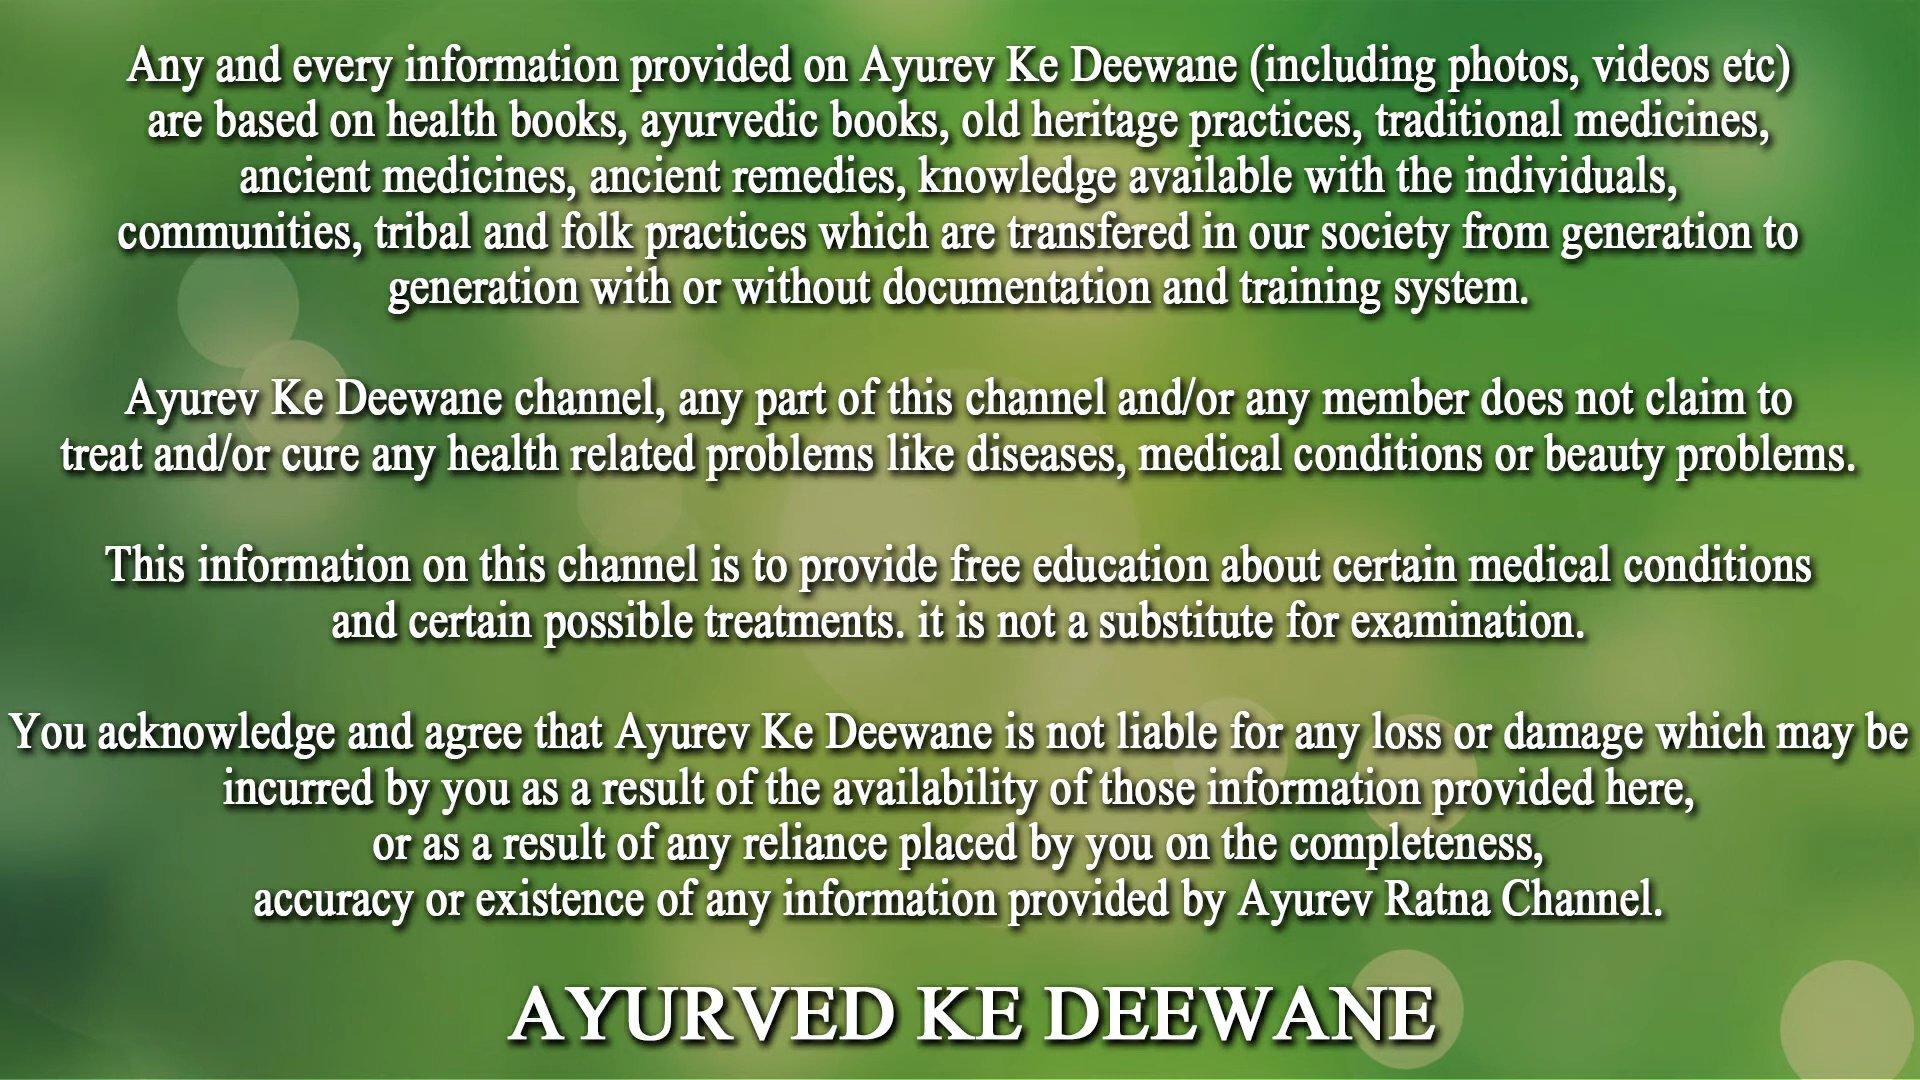 Any and every information provided on Ayurev Ke Deewane (including photos, videos etc)
are based on health books, ayurvedic books, old heritage practices, traditional medicines,
ancient medicines, ancient remedies, knowledge available with the individuals,
communities, tribal and folk practices which are transfered in our society from generation to
generation with or without documentation and training system.
Ayurev Ke Deewane channel, any part of this channel and/or any member does not claim to
treat and/or cure any health related problems like diseases, medical conditions or beauty problems.
This information on this channel is to provide free education about certain medical conditions
and certain possible treatments. it is not a substitute for examination.
You acknowledge and agree that Ayurev Ke Deewane is not liable for any loss or damage which may be
incurred by you as a result of the availability of those information provided here,
or as a result of any reliance placed by you on the completeness,
accuracy or existence of any information provided by Ayurev Ratna Channel.
AYURVED KE DEEWANE